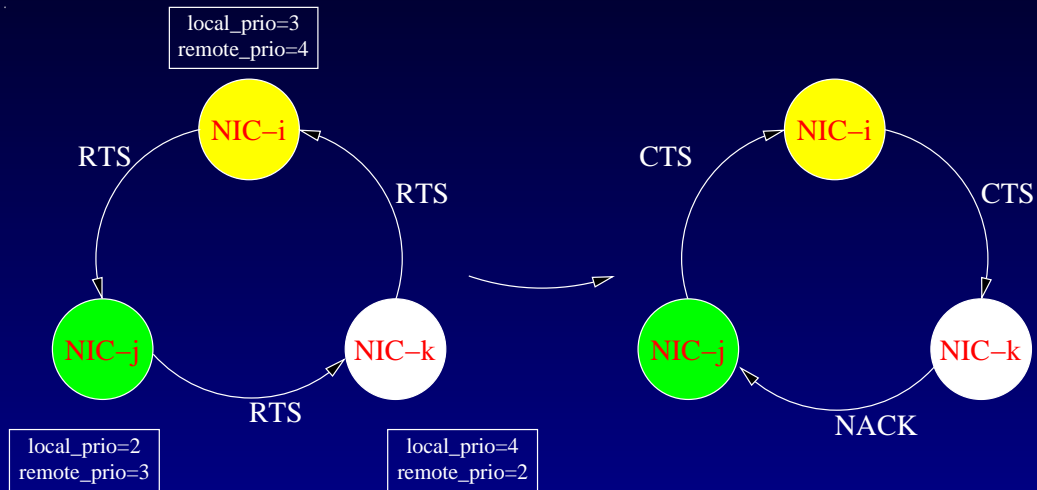 local_prio=3
remote_prio=4
NIC−i
RTS
RTS
NIC−j
NIC−k
RTS
local_prio=2
remote_prio=3
local_prio=4
remote_prio=2
NIC−i
CTS
CTS
NIC−j
NIC−k
NACK